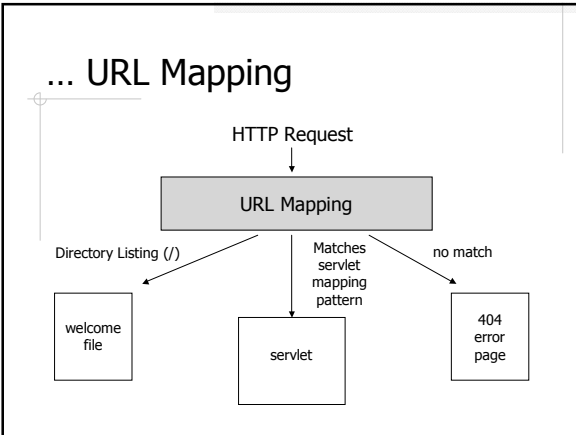 ... URL Mapping
HTTP Request
URL Mapping
Directory Listing (/)
Matches
servlet
mapping
pattern
no match
welcome
file
servlet
404
error
page